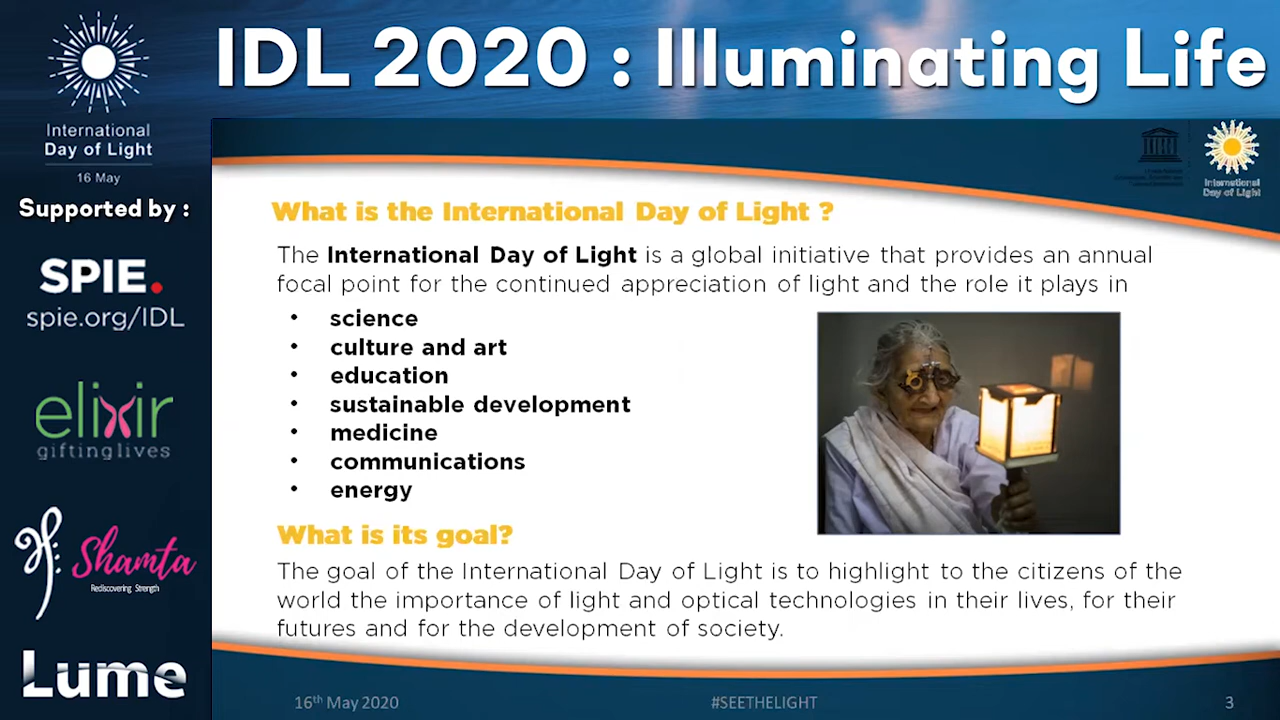 IDL 2020 : Illuminating Life
International
Day of Light
16 May
Supported by :
SPIE.
spie.org/IDL
elixir
giftinglives
Shamta
Rediscovering Strength
Lume
International
Day of Light
What is the International Day of Light ?
The International Day of Light is a global initiative that provides an annual
focal point for the continued appreciation of light and the role it plays in
• science
• culture and art
• education
• sustainable development
• medicine
• communications
• energy
What is its goal?
The goal of the International Day of Light is to highlight to the citizens of the
world the importance of light and optical technologies in their lives, for their
futures and for the development of society.
16th May 2020
#SEETHELIGHT
3